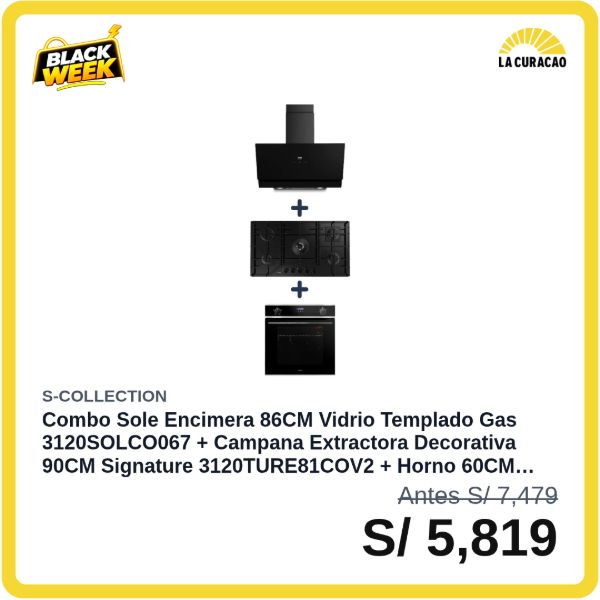 BLACK
WEEK
LA CURACAO
S-COLLECTION
Combo Sole Encimera 86CM Vidrio Templado Gas
3120SOLCO067 + Campana Extractora Decorativa
90CM Signature 3120TURE81COV2 + Horno 60CM...
Antes S/ 7,479
S/ 5,819